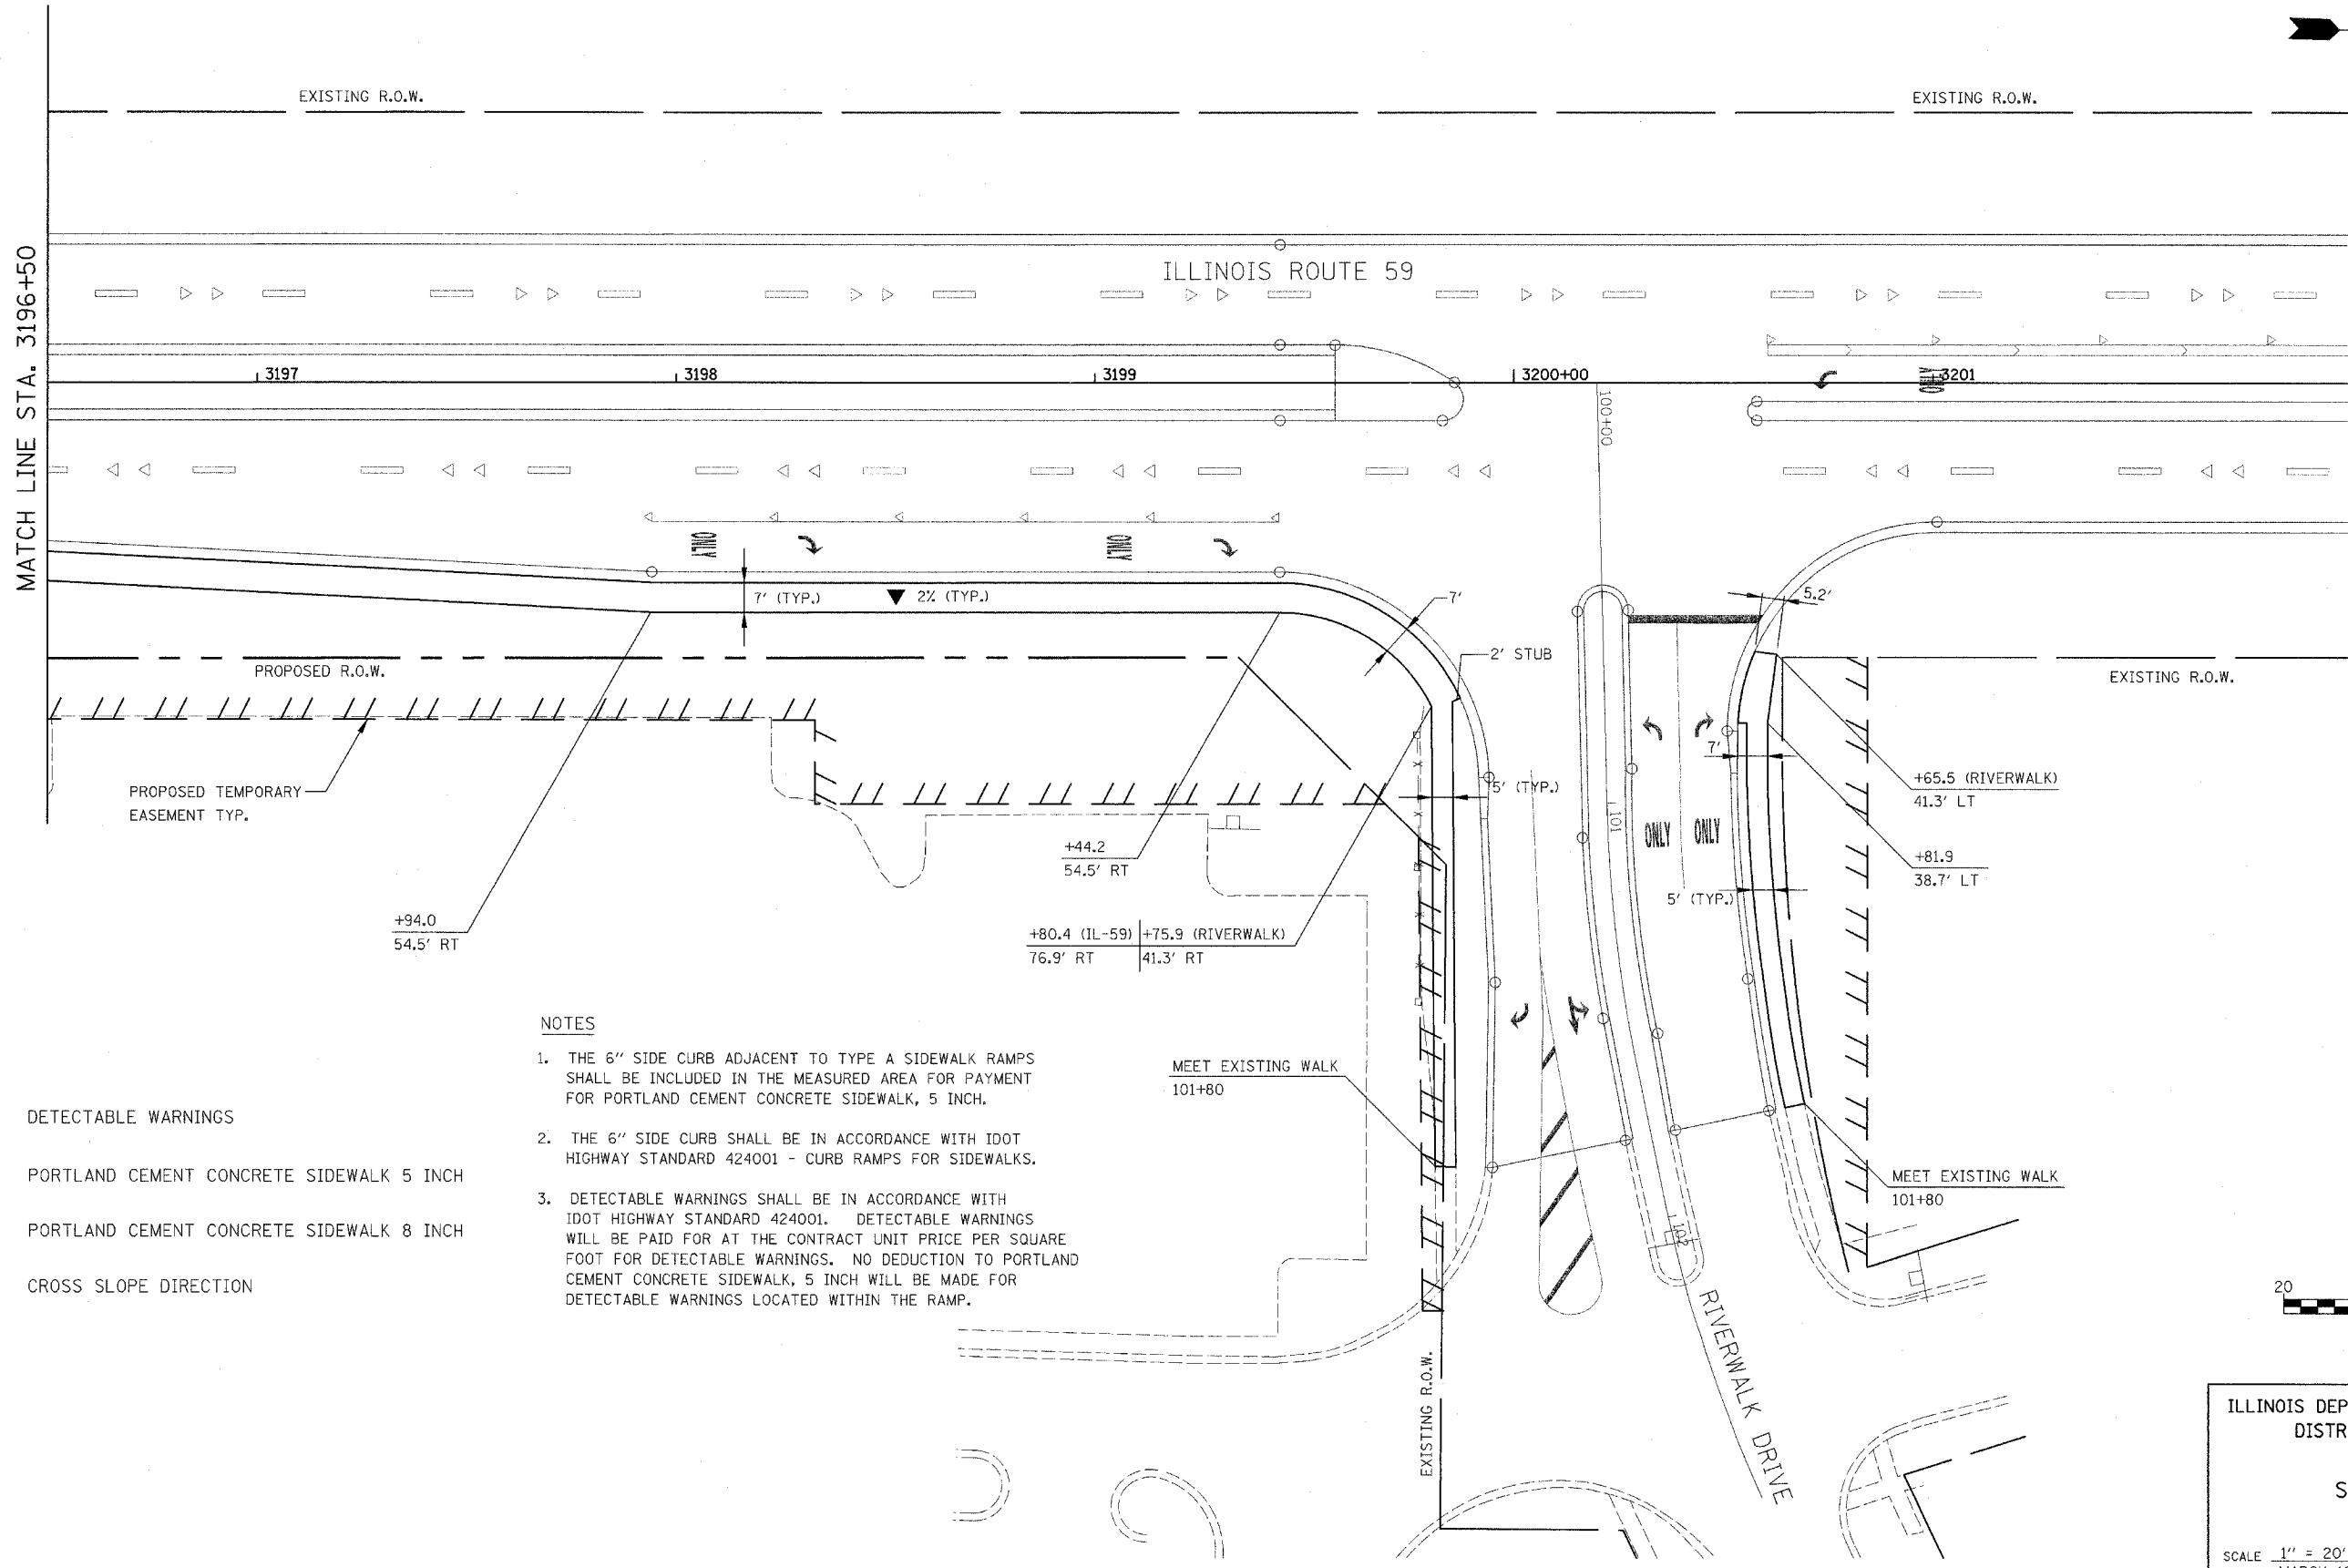 EXISTING R.O.W.
EXISTING R.O.W.
MATCH LINE STA. 3196+50
ILLINOIS ROUTE 59
3197
3198
3199
3200+00
3201
ONLY
100+00
ONLY
ONLY
7' (TYP.)
2% (TYP.)
7'
5.2'
2' STUB
PROPOSED R.O.W.
EXISTING R.O.W.
7'
PROPOSED TEMPORARY
EASEMENT TYP.
5' (TYP.)
+65.5 (RIVERWALK)
41.3' LT
101
ONLY
ONLY
+44.2
54.5' RT
+81.9
38.7' LT
5' (TYP.)
+94.0
54.5' RT
+80.4 (IL-59)
76.9' RT
+75.9 (RIVERWALK)
41.3' RT
NOTES
1. THE 6" SIDE CURB ADJACENT TO TYPE A SIDEWALK RAMPS
SHALL BE INCLUDED IN THE MEASURED AREA FOR PAYMENT
FOR PORTLAND CEMENT CONCRETE SIDEWALK, 5 INCH.
2. THE 6" SIDE CURB SHALL BE IN ACCORDANCE WITH IDOT
HIGHWAY STANDARD 424001 - CURB RAMPS FOR SIDEWALKS.
3. DETECTABLE WARNINGS SHALL BE IN ACCORDANCE WITH
IDOT HIGHWAY STANDARD 424001. DETECTABLE WARNINGS
WILL BE PAID FOR AT THE CONTRACT UNIT PRICE PER SQUARE
FOOT FOR DETECTABLE WARNINGS. NO DEDUCTION TO PORTLAND
CEMENT CONCRETE SIDEWALK, 5 INCH WILL BE MADE FOR
DETECTABLE WARNINGS LOCATED WITHIN THE RAMP.
MEET EXISTING WALK
101+80
MEET EXISTING WALK
101+80
DETECTABLE WARNINGS
PORTLAND CEMENT CONCRETE SIDEWALK 5 INCH
PORTLAND CEMENT CONCRETE SIDEWALK 8 INCH
CROSS SLOPE DIRECTION
102
RIVERWALK DRIVE
EXISTING R.O.W.
20
ILLINOIS DEP
DISTR
S
SCALE 1" = 20'